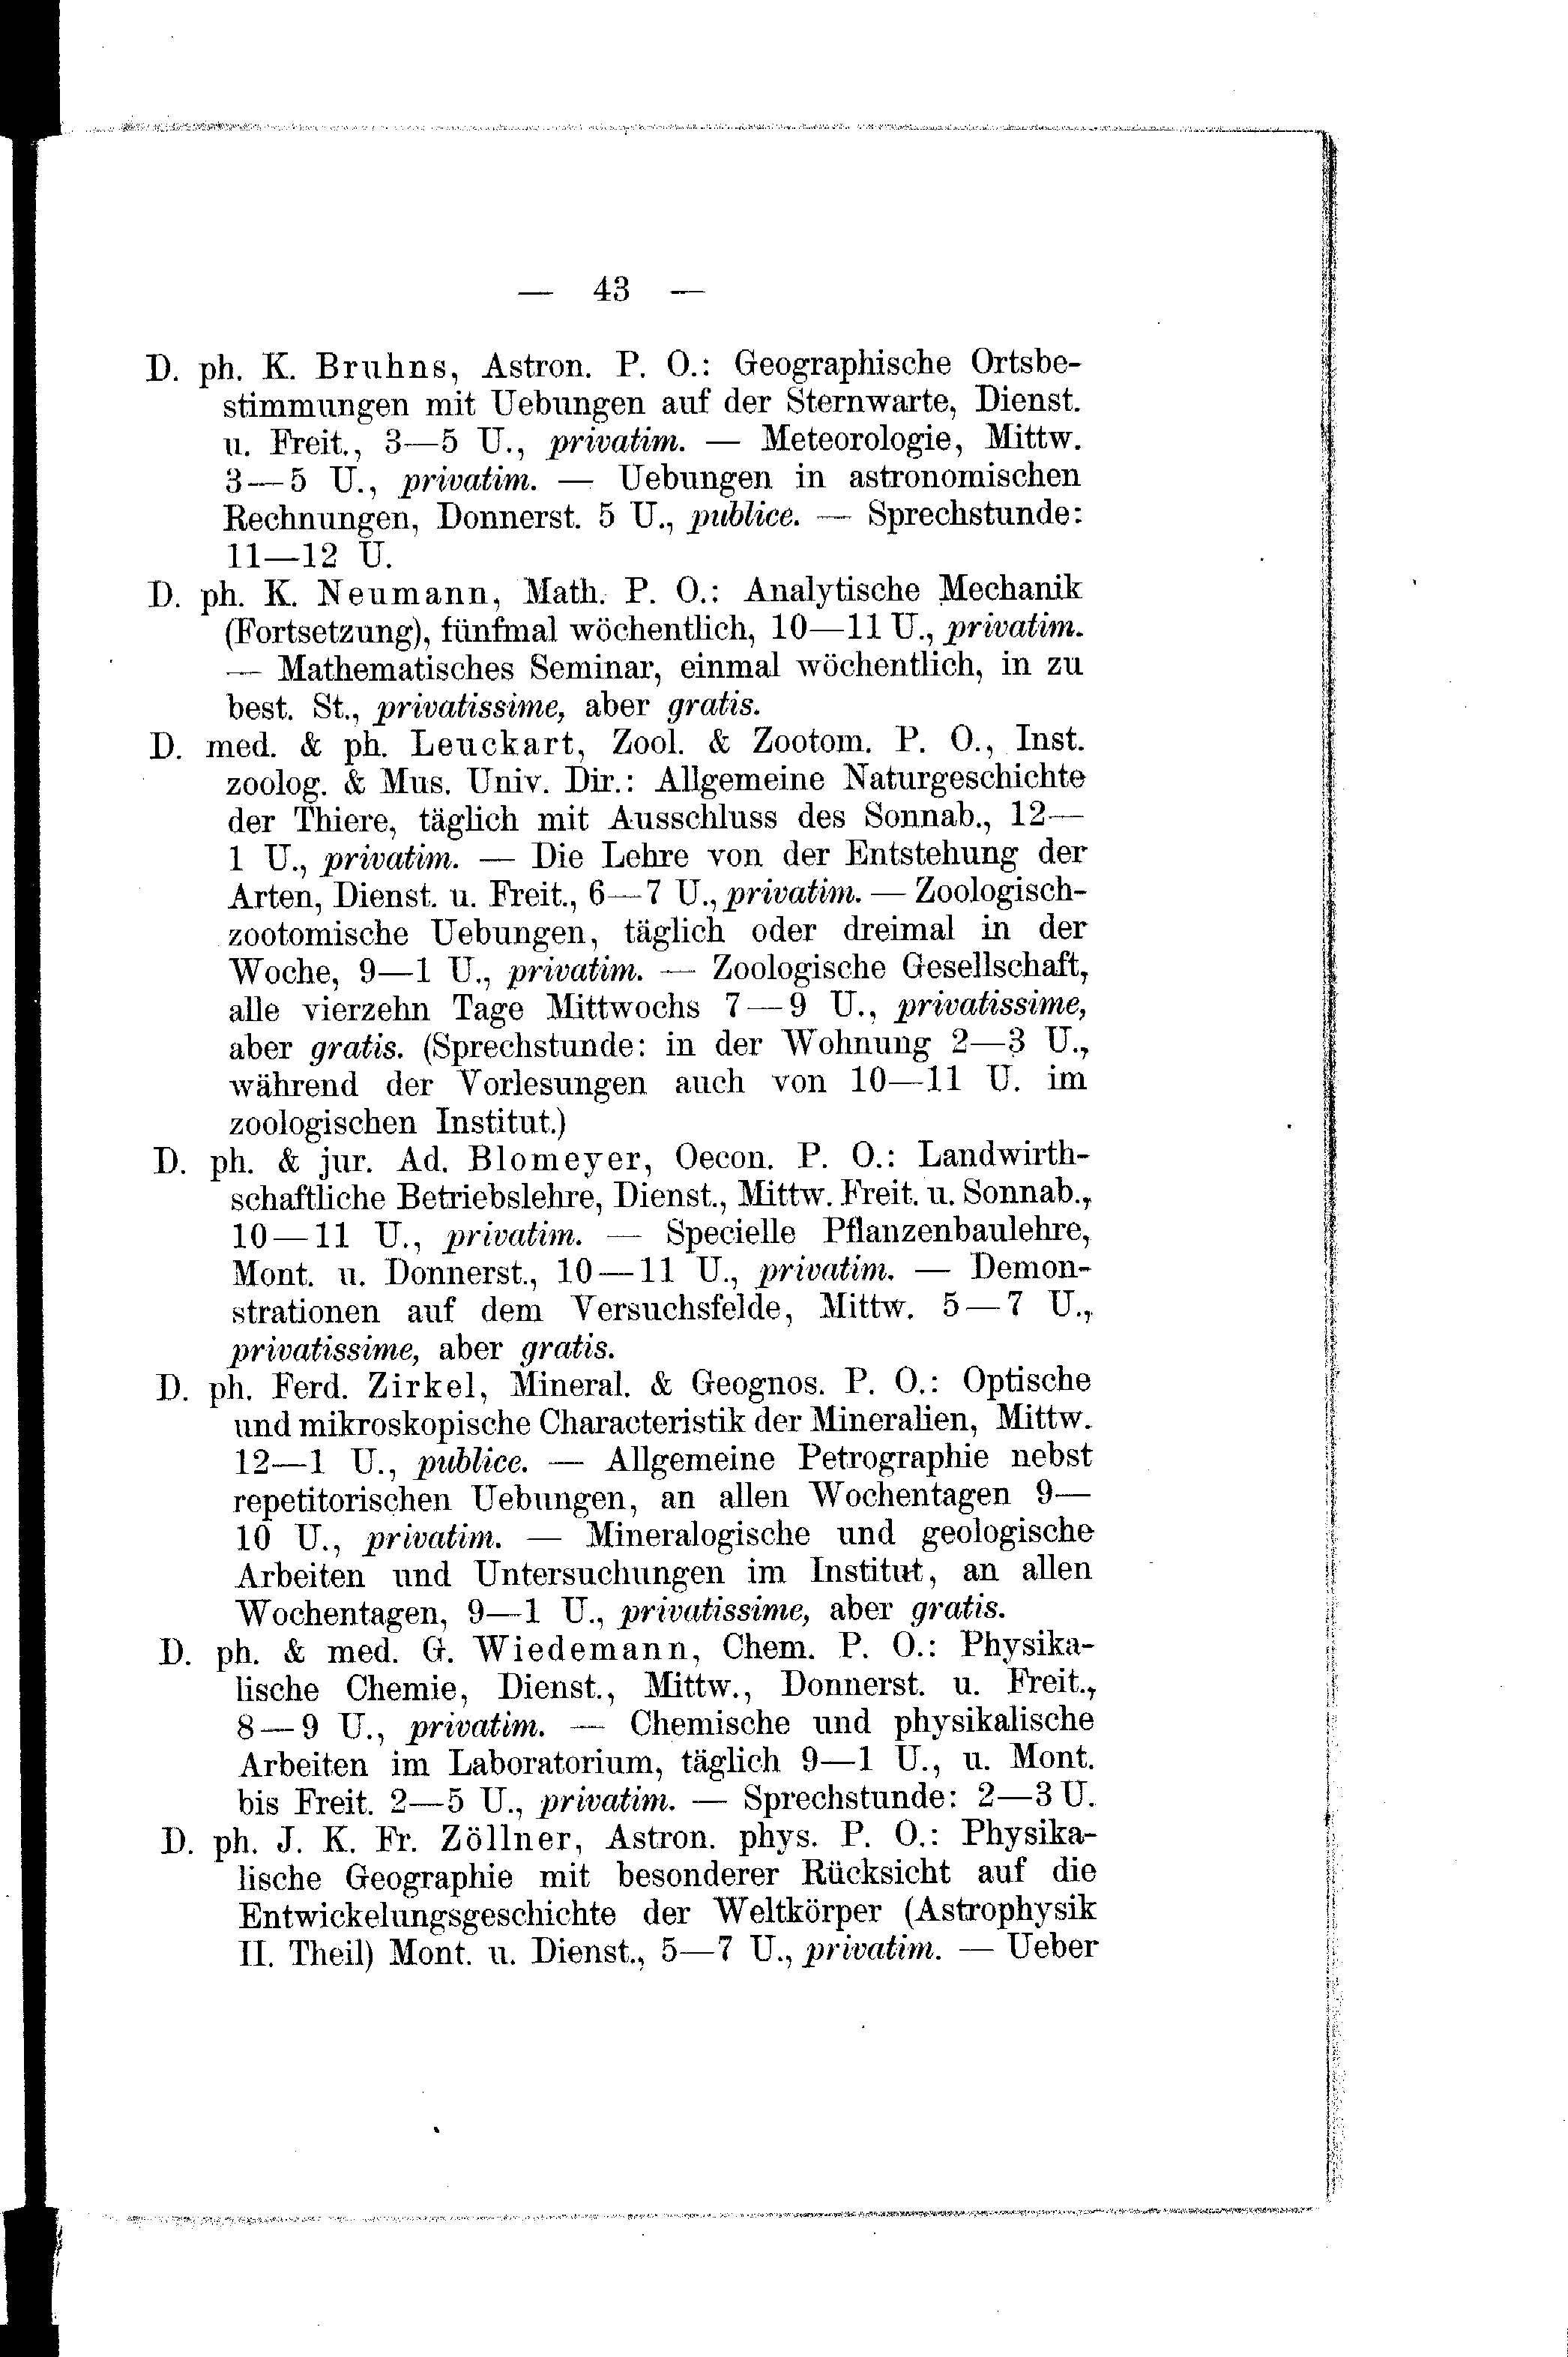 — 43 —
D. ph. K. Bruhns, Astron. P. O.: Geographische Ortsbe-
stimmungen mit Uebungen auf der Sternwarte, Dienst.
u. Freit., 3—5 U., privatim. — Meteorologie, Mittw.
3—5 U., privatim. — Uebungen in astronomischen
Rechnungen, Donnerst. 5 U., publice. — Sprechstunde:
11—12 U.
D. ph. K. Neumann, Math. P. O.: Analytische Mechanik
(Fortsetzung), fünfmal wöchentlich, 10—11 U., privatim.
— Mathematisches Seminar, einmal wöchentlich, in zu
best. St., privatissime, aber gratis.
D. med. & ph. Leuckart, Zool. & Zootom. P. O., Inst.
zoolog. & Mus. Univ. Dir.: Allgemeine Naturgeschichte
der Thiere, täglich mit Ausschluss des Sonnab., 12—
1 U., privatim. — Die Lehre von der Entstehung der
Arten, Dienst. u. Freit., 6—7 U., privatim. — Zoologisch-
zootomische Uebungen, täglich oder dreimal in der
Woche, 9—1 U., privatim. — Zoologische Gesellschaft,
alle vierzehn Tage Mittwochs 7—9 U., privatissime,
aber gratis. (Sprechstunde: in der Wohnung 2—3 U.,
während der Vorlesungen auch von 10—11 U. im
zoologischen Institut.)
D. ph. & jur. Ad. Blomeyer, Oecon. P. O.: Landwirth-
schaftliche Betriebslehre, Dienst., Mittw. Freit. u. Sonnab.,
10—11 U., privatim. — Specielle Pflanzenbaulehre,
Mont. u. Donnerst., 10—11 U., privatim. — Demon-
strationen auf dem Versuchsfelde, Mittw. 5—7 U.,
privatissime, aber gratis.
D. ph. Ferd. Zirkel, Mineral. & Geognos. P. O.: Optische
und mikroskopische Characteristik der Mineralien, Mittw.
12—1 U., publice. — Allgemeine Petrographie nebst
repetitorischen Uebungen, an allen Wochentagen 9—
10 U., privatim. — Mineralogische und geologische
Arbeiten und Untersuchungen im Institut, an allen
Wochentagen, 9—1 U., privatissime, aber gratis.
D. ph. & med. G. Wiedemann, Chem. P. O.: Physika-
lische Chemie, Dienst., Mittw., Donnerst. u. Freit.,
8—9 U., privatim. — Chemische und physikalische
Arbeiten im Laboratorium, täglich 9—1 U., u. Mont.
bis Freit. 2—5 U., privatim. — Sprechstunde: 2—3 U.
D. ph. J. K. Fr. Zöllner, Astron. phys. P. O.: Physika-
lische Geographie mit besonderer Rücksicht auf die
Entwickelungsgeschichte der Weltkörper (Astrophysik
II. Theil) Mont. u. Dienst., 5—7 U., privatim. — Ueber